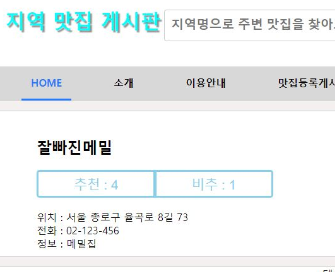 지역 맛집 게시판
지역명으로 주변 맛집을 찾아
HOME 소개 이용안내 맛집등록게시
잘빠진메밀
추천 : 4 비추 : 1
위치 : 서울 종로구 율곡로 8길 73
전화 : 02-123-456
정보 : 메밀집